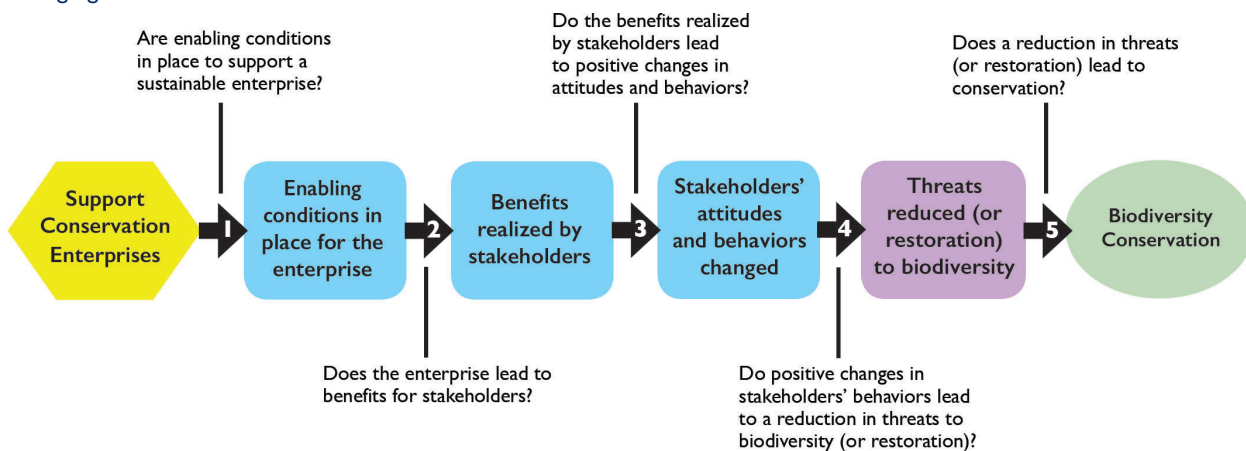 Are enabling conditions
in place to support a
sustainable enterprise?
Do the benefits realized
by stakeholders lead
to positive changes in
attitudes and behaviors?
Does a reduction in threats
(or restoration) lead to
conservation?
Support
Conservation
Enterprises
1
Enabling
conditions in
place for the
enterprise
2
Benefits
realized by
stakeholders
3
Stakeholders’
attitudes
and behaviors
changed
4
Threats
reduced (or
restoration)
to biodiversity
5
Biodiversity
Conservation
Does the enterprise lead to
benefits for stakeholders?
Do positive changes in
stakeholders’ behaviors lead
to a reduction in threats to
biodiversity (or restoration)?